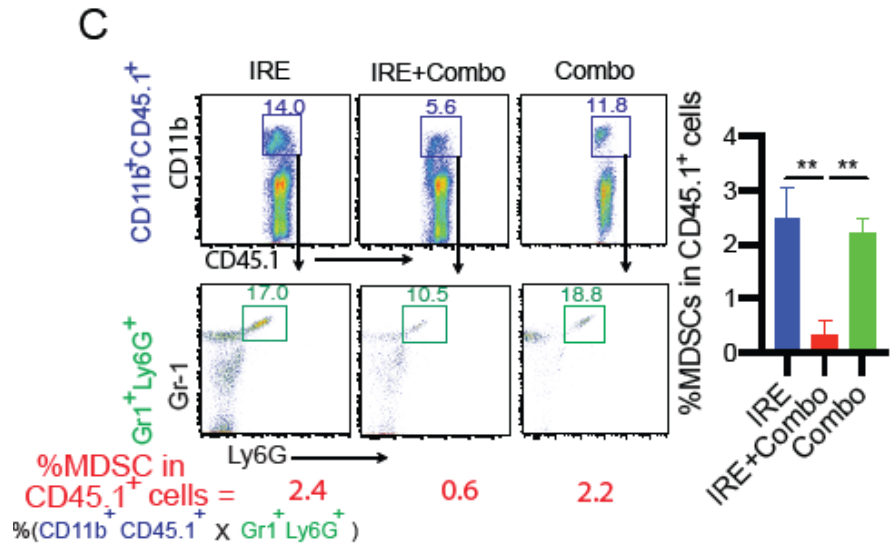 C
IRE IRE+Combo Combo
CD11b⁺CD45.1⁺
CD11b
14.0 5.6 11.8
CD45.1
Gr1⁺Ly6G⁺
Gr-1
17.0 10.5 18.8
Ly6G
%MDSC in
CD45.1⁺ cells = 2.4 0.6 2.2
%(CD11b⁺ CD45.1⁺ X Gr1⁺Ly6G⁺ )
%MDSCs in CD45.1⁺ cells
4
3
2
1
0
** **
IRE
IRE+Combo
Combo